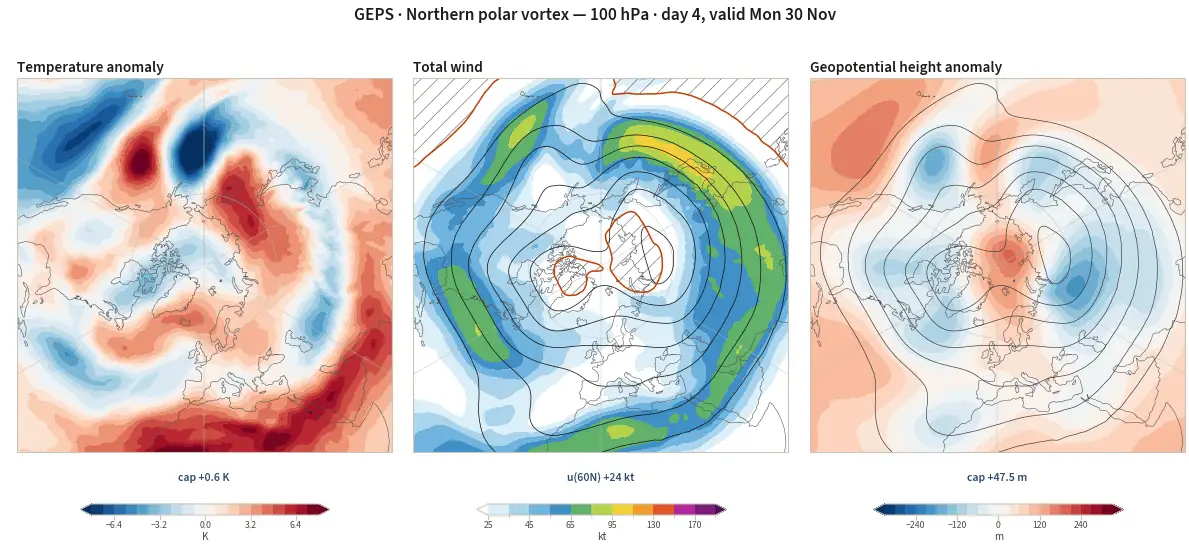 GEPS · Northern polar vortex — 100 hPa · day 4, valid Mon 30 Nov
Temperature anomaly
Total wind
Geopotential height anomaly
cap +0.6 K
u(60N) +24 kt
cap +47.5 m
−6.4 −3.2 0.0 3.2 6.4
K
25 45 65 95 130 170
kt
−240 −120 0 120 240
m